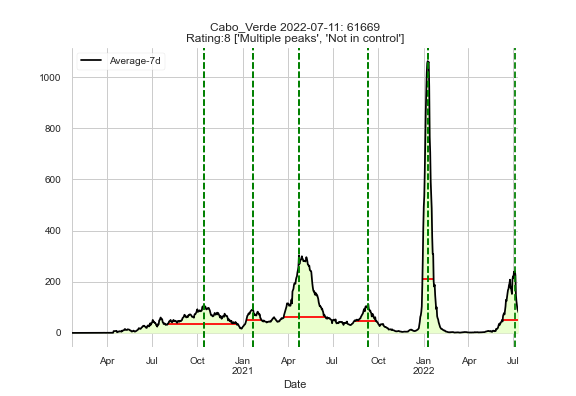 Cabo_Verde 2022-07-11: 61669
Rating:8 ['Multiple peaks', 'Not in control']
Average-7d
1000
800
600
400
200
0
Apr Jul Oct Jan Apr Jul Oct Jan Apr Jul
2021 2022
Date